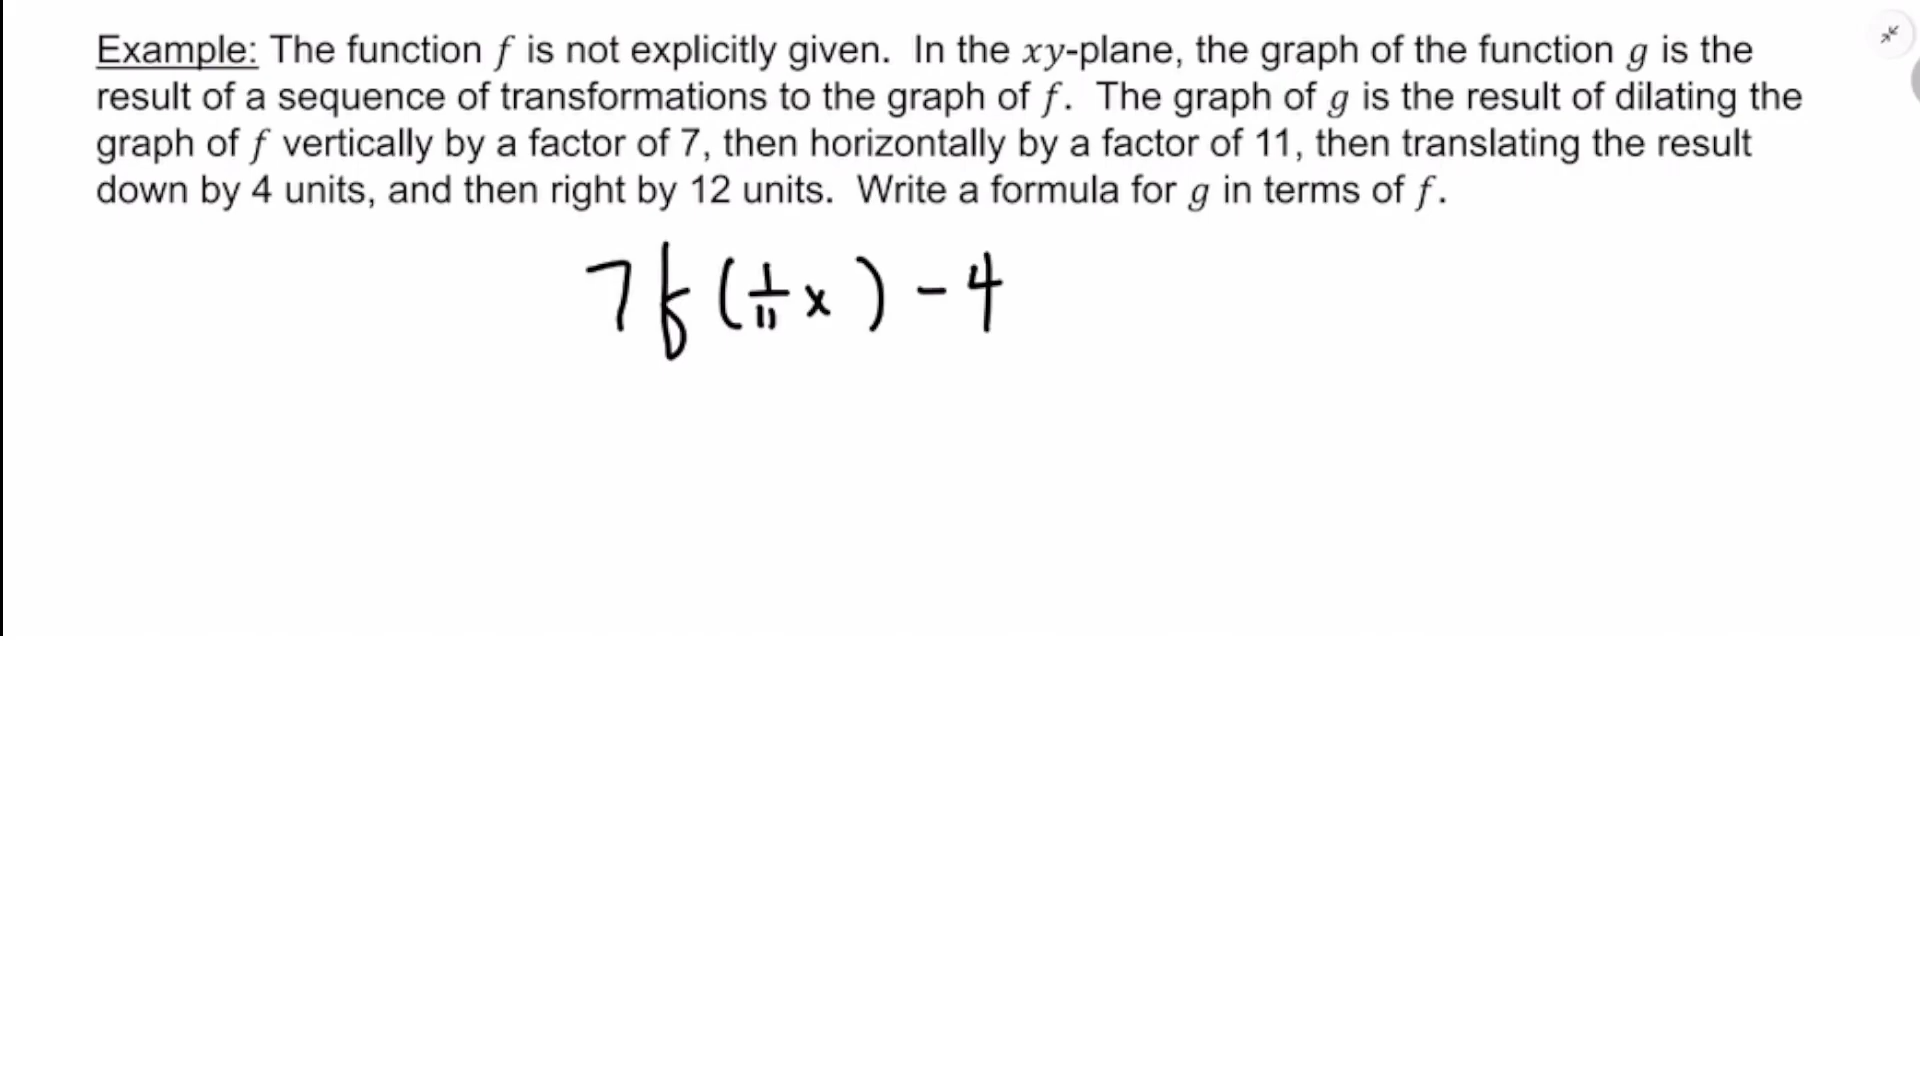 Example: The function f is not explicitly given. In the xy-plane, the graph of the function g is the
result of a sequence of transformations to the graph of f. The graph of g is the result of dilating the
graph of f vertically by a factor of 7, then horizontally by a factor of 11, then translating the result
down by 4 units, and then right by 12 units. Write a formula for g in terms of f.
7f(1/11 x) - 4